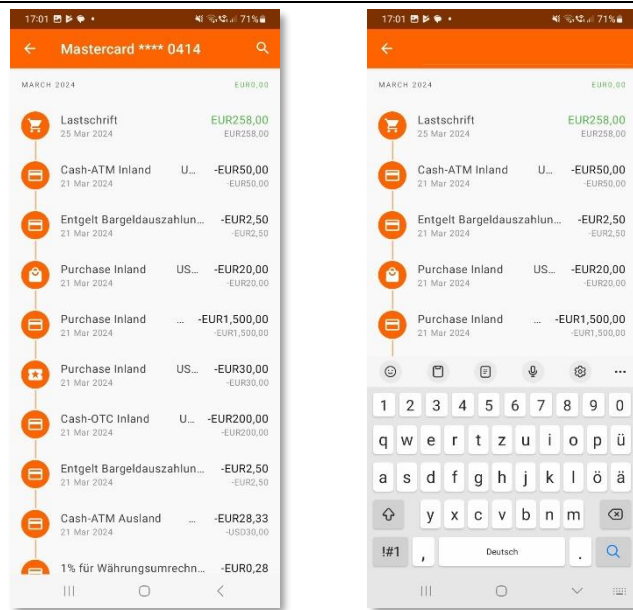 17:01 71%
Mastercard **** 0414
MARCH 2024 EUR0,00
Lastschrift EUR258,00
25 Mar 2024 EUR258,00
Cash-ATM Inland U... -EUR50,00
21 Mar 2024 -EUR50,00
Entgelt Bargeldauszahlun... -EUR2,50
21 Mar 2024 -EUR2,50
Purchase Inland US... -EUR20,00
21 Mar 2024 -EUR20,00
Purchase Inland ... -EUR1,500,00
21 Mar 2024 -EUR1,500,00
Purchase Inland US... -EUR30,00
21 Mar 2024 -EUR30,00
Cash-OTC Inland U... -EUR200,00
21 Mar 2024 -EUR200,00
Entgelt Bargeldauszahlun... -EUR2,50
21 Mar 2024 -EUR2,50
Cash-ATM Ausland ... -EUR28,33
21 Mar 2024 -USD30,00
1% für Währungsumrechn... -EUR0,28
17:01 71%
MARCH 2024 EUR0,00
Lastschrift EUR258,00
25 Mar 2024 EUR258,00
Cash-ATM Inland U... -EUR50,00
21 Mar 2024 -EUR50,00
Entgelt Bargeldauszahlun... -EUR2,50
21 Mar 2024 -EUR2,50
Purchase Inland US... -EUR20,00
21 Mar 2024 -EUR20,00
Purchase Inland ... -EUR1,500,00
21 Mar 2024 -EUR1,500,00
1 2 3 4 5 6 7 8 9 0
q w e r t z u i o p ü
a s d f g h j k l ö ä
y x c v b n m
!#1 , Deutsch .